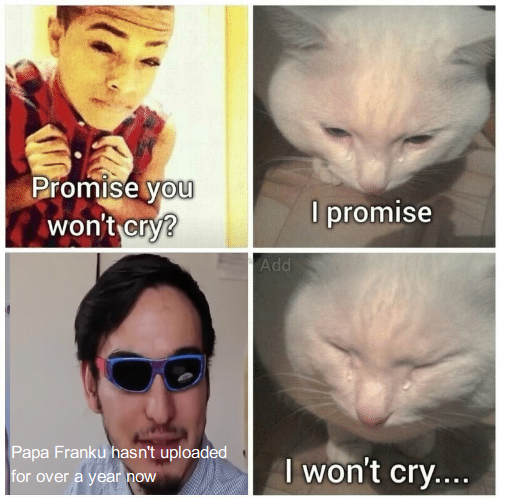 Promise you
won't cry?
I promise
Add
Papa Franku hasn't uploaded
for over a year now
I won't cry....